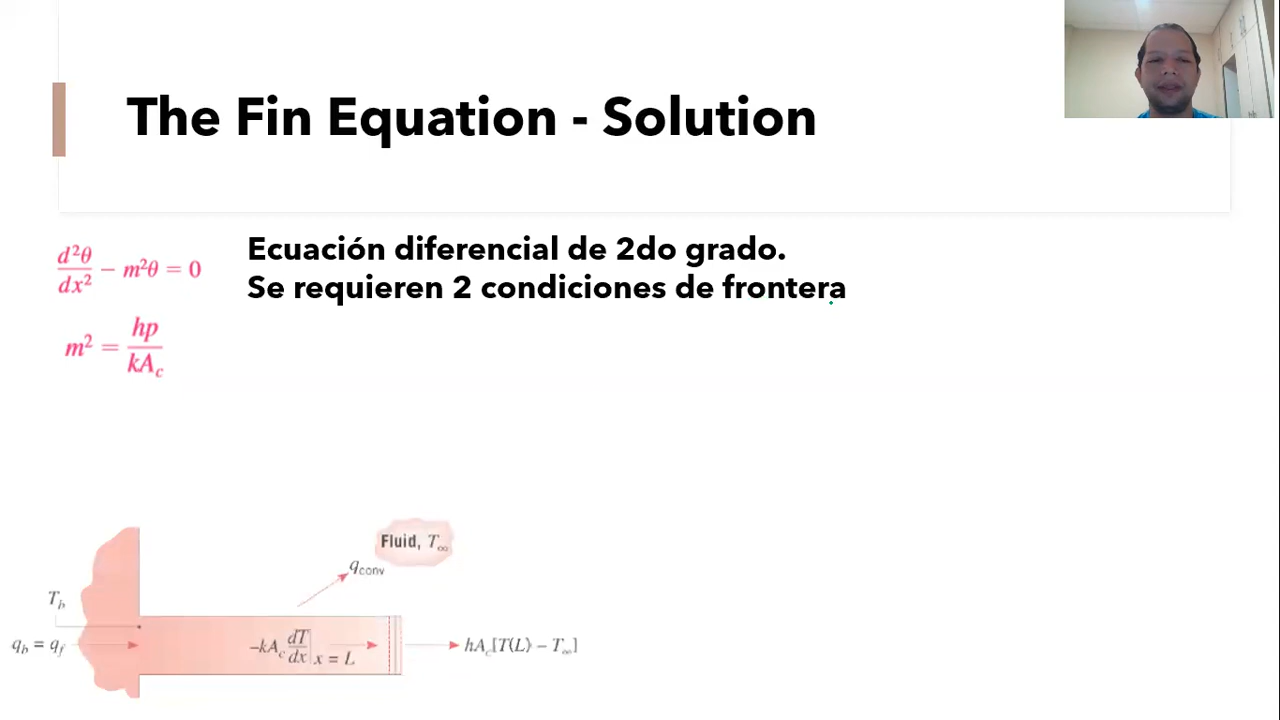 The Fin Equation - Solution
d²θ/dx² − m²θ = 0
Ecuación diferencial de 2do grado.
Se requieren 2 condiciones de frontera
m² = hp/kA_c
Fluid, T∞
q_conv
T_b
q_b = q_f
−kA_c dT/dx|x = L
hA_c[T(L) − T∞]